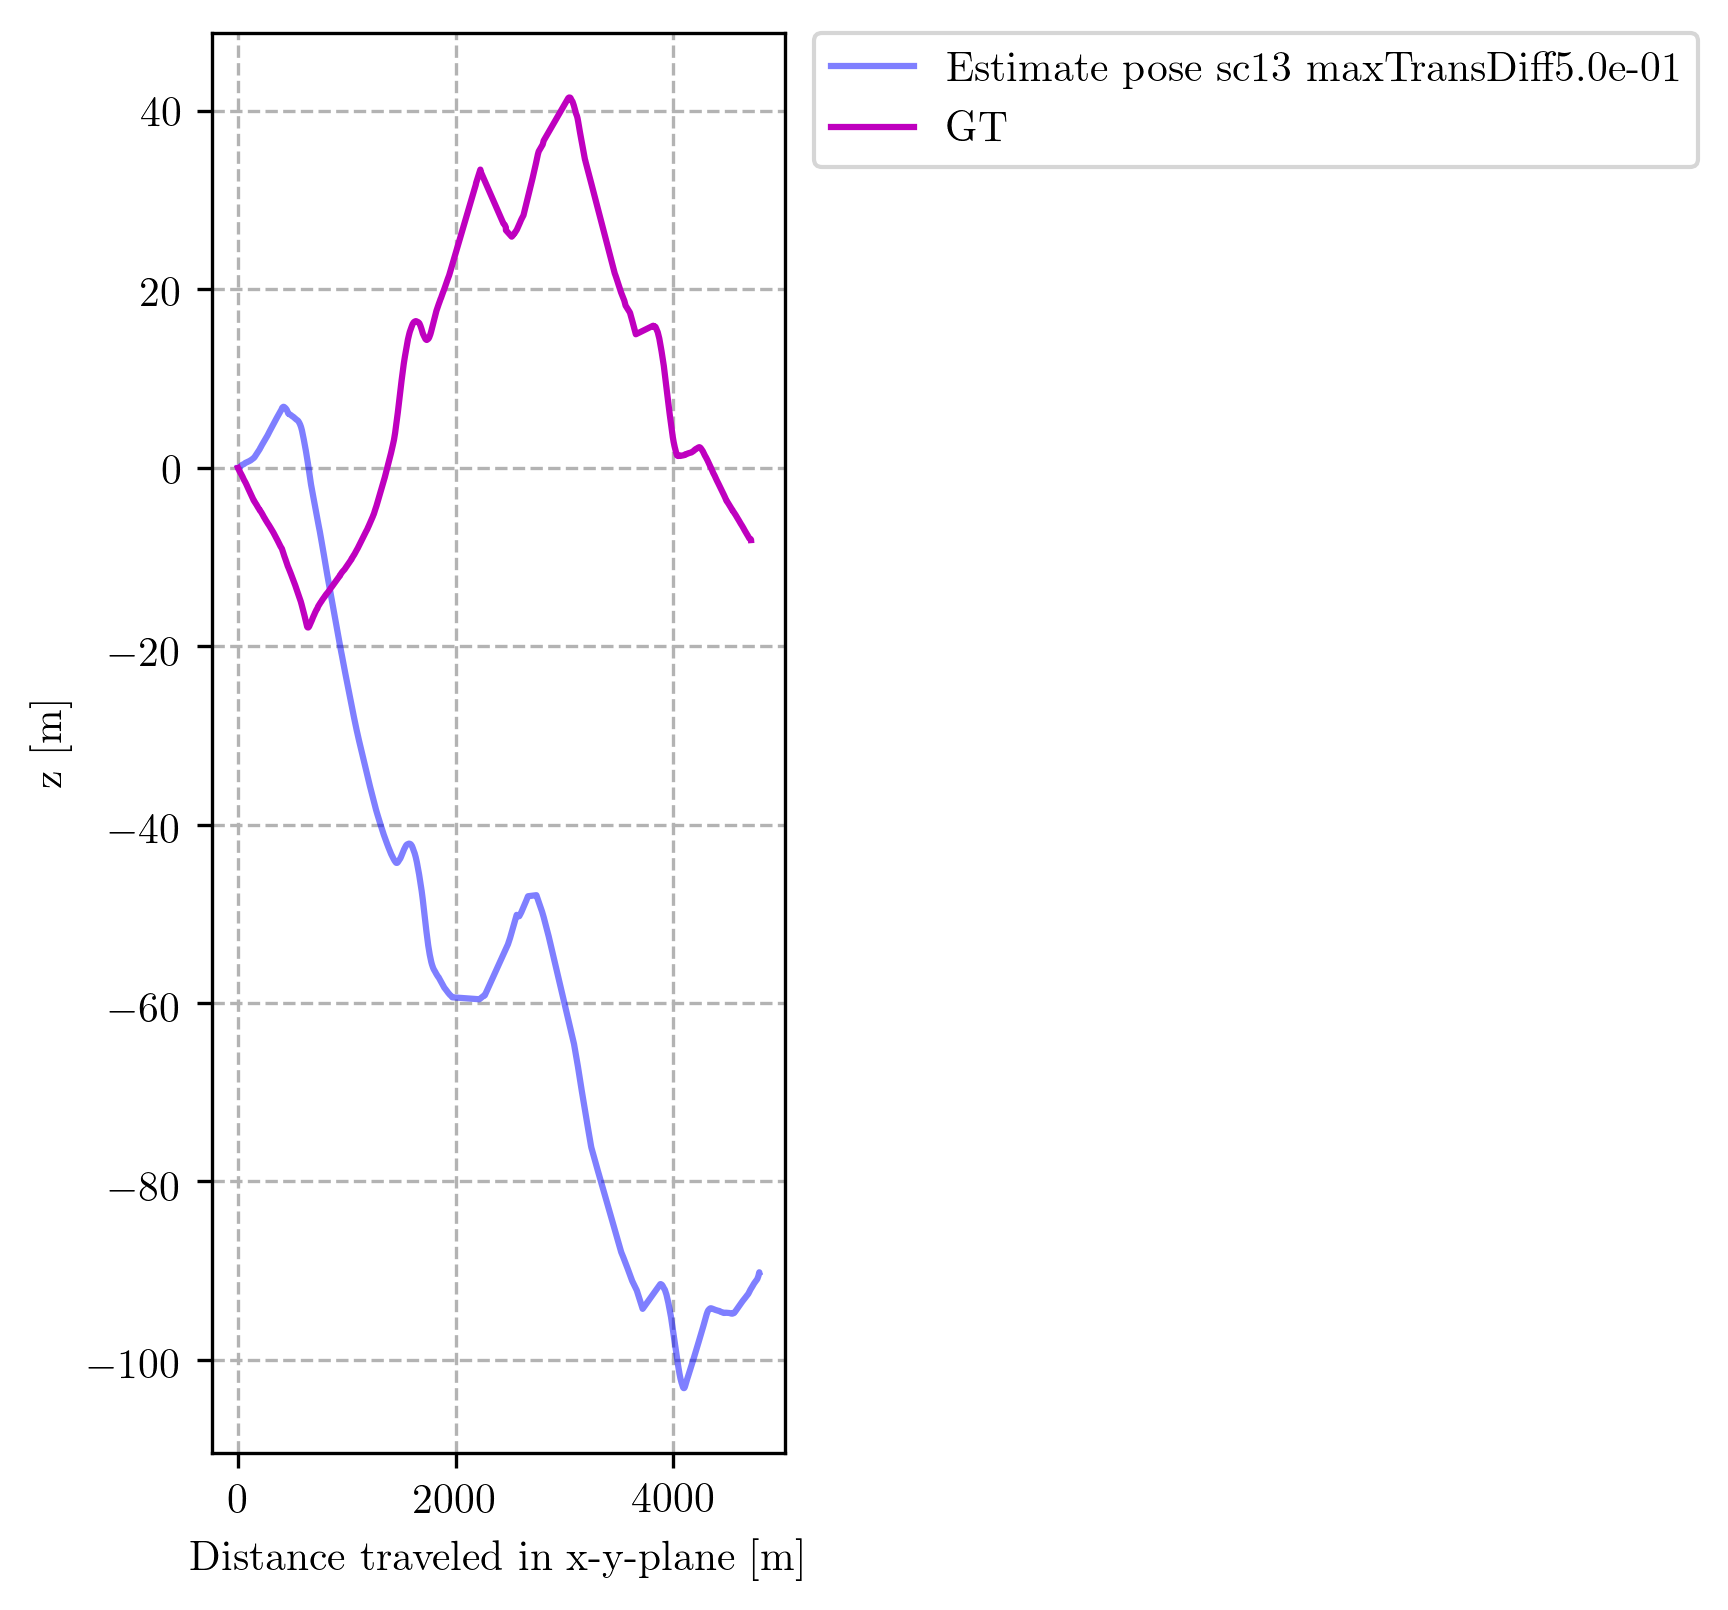 Estimate pose sc13 maxTransDiff5.0e-01
GT
40
20
0
−20
−40
−60
−80
−100
z [m]
0 2000 4000
Distance traveled in x-y-plane [m]